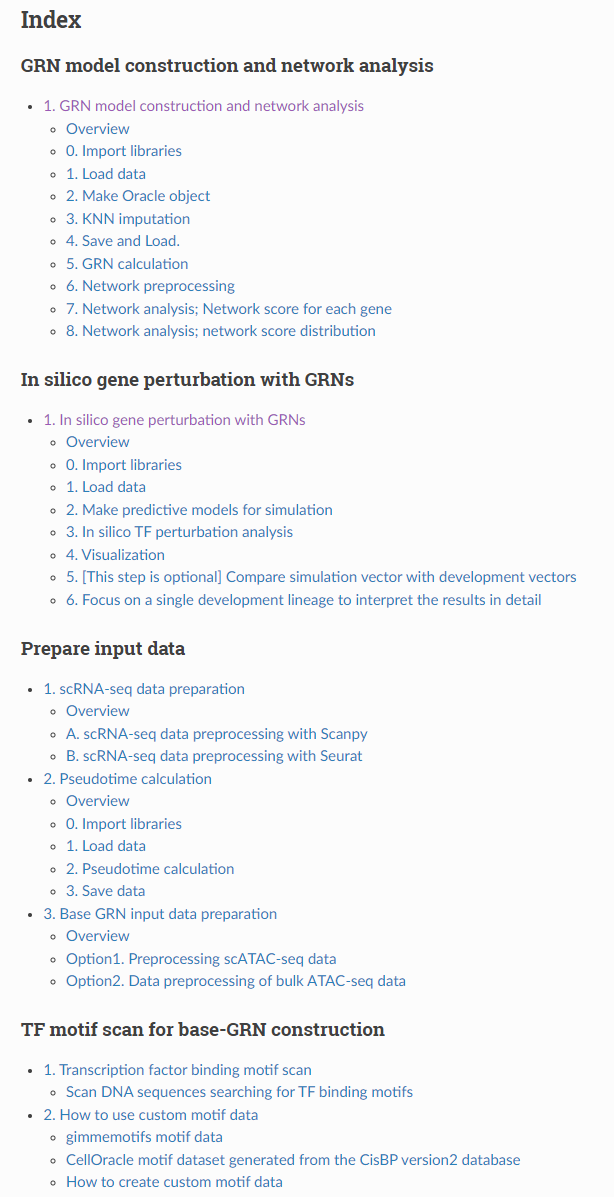 Index
GRN model construction and network analysis
1. GRN model construction and network analysis
Overview
0. Import libraries
1. Load data
2. Make Oracle object
3. KNN imputation
4. Save and Load.
5. GRN calculation
6. Network preprocessing
7. Network analysis; Network score for each gene
8. Network analysis; network score distribution
In silico gene perturbation with GRNs
1. In silico gene perturbation with GRNs
Overview
0. Import libraries
1. Load data
2. Make predictive models for simulation
3. In silico TF perturbation analysis
4. Visualization
5. [This step is optional] Compare simulation vector with development vectors
6. Focus on a single development lineage to interpret the results in detail
Prepare input data
1. scRNA-seq data preparation
Overview
A. scRNA-seq data preprocessing with Scanpy
B. scRNA-seq data preprocessing with Seurat
2. Pseudotime calculation
Overview
0. Import libraries
1. Load data
2. Pseudotime calculation
3. Save data
3. Base GRN input data preparation
Overview
Option1. Preprocessing scATAC-seq data
Option2. Data preprocessing of bulk ATAC-seq data
TF motif scan for base-GRN construction
1. Transcription factor binding motif scan
Scan DNA sequences searching for TF binding motifs
2. How to use custom motif data
gimmemotifs motif data
CellOracle motif dataset generated from the CisBP version2 database
How to create custom motif data